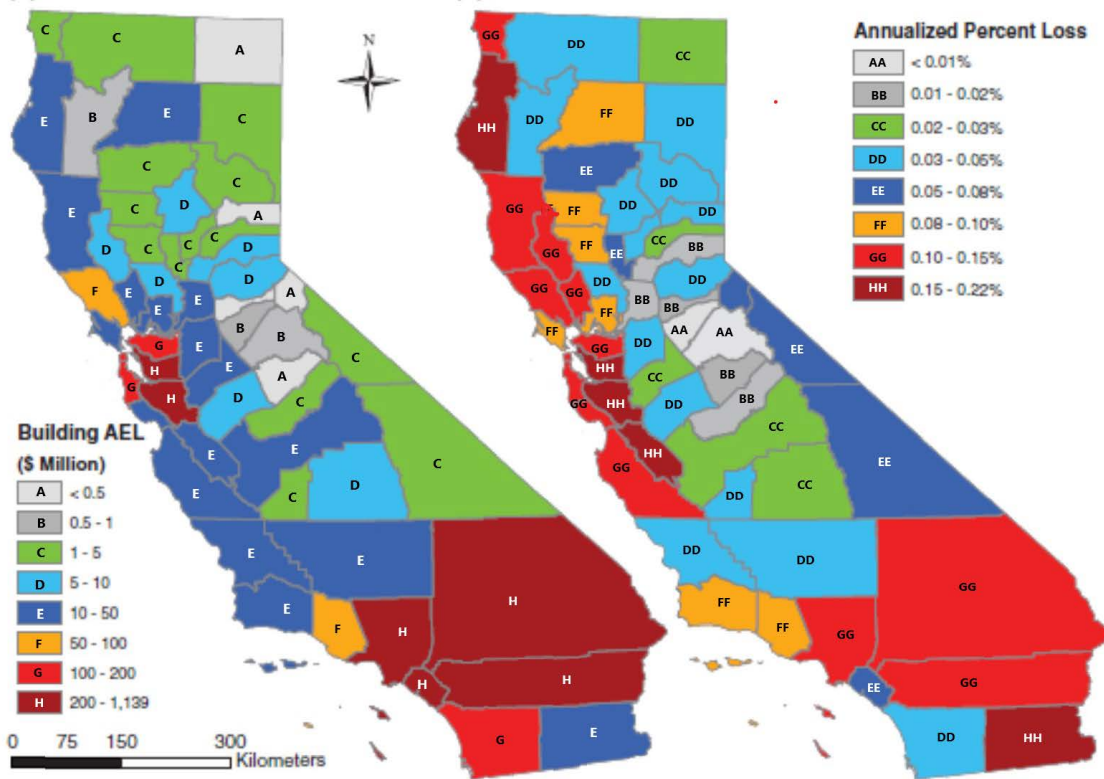 N
C
C
A
E
B
E
C
C
C
E
C
D
A
D
C
C
C
C
D
D
F
E
D
E
E
A
B
B
G
E
C
H
E
A
G
H
D
C
E
E
C
D
E
C
E
E
E
F
H
H
H
H
G
E
Building AEL
($ Million)
A < 0.5
B 0.5 - 1
C 1 - 5
D 5 - 10
E 10 - 50
F 50 - 100
G 100 - 200
H 200 - 1,139
0 75 150 300
Kilometers
GG
DD
CC
HH
DD
FF
DD
EE
DD
GG
F FF
DD
DD
GG
FF
EE
CC
BB
GG
GG
DD
FF
BB
DD
BB
FF
AA
AA
EE
GG
DD
HH
CC
BB
GG
HH
DD
BB
CC
HH
GG
EE
DD
CC
DD
DD
GG
FF
FF
GG
EE
GG
DD
HH
Annualized Percent Loss
AA < 0.01%
BB 0.01 - 0.02%
CC 0.02 - 0.03%
DD 0.03 - 0.05%
EE 0.05 - 0.08%
FF 0.08 - 0.10%
GG 0.10 - 0.15%
HH 0.15 - 0.22%